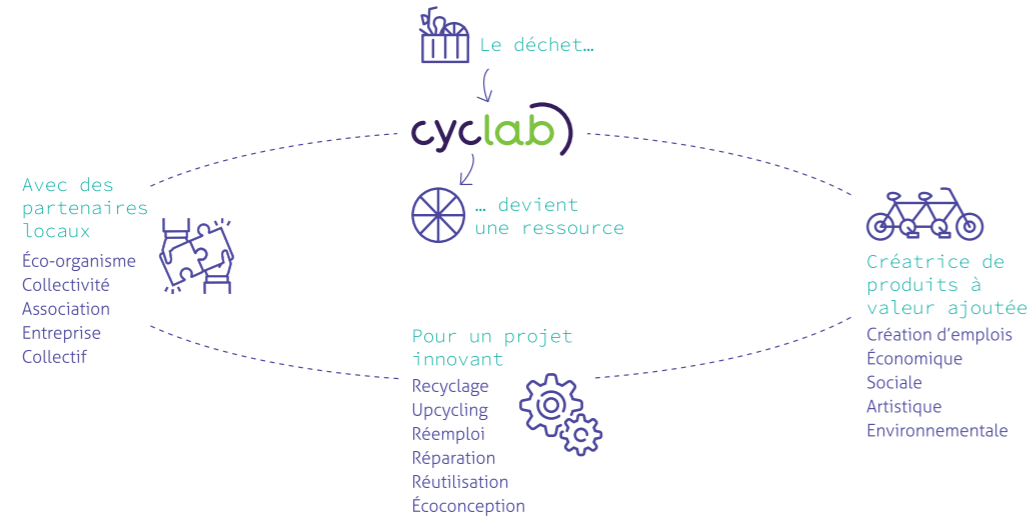 Le déchet…
cyclab
… devient
une ressource
Avec des
partenaires
locaux
Éco-organisme
Collectivité
Association
Entreprise
Collectif
Pour un projet
innovant
Recyclage
Upcycling
Réemploi
Réparation
Réutilisation
Écoconception
Créatrice de
produits à
valeur ajoutée
Création d'emplois
Économique
Sociale
Artistique
Environnementale